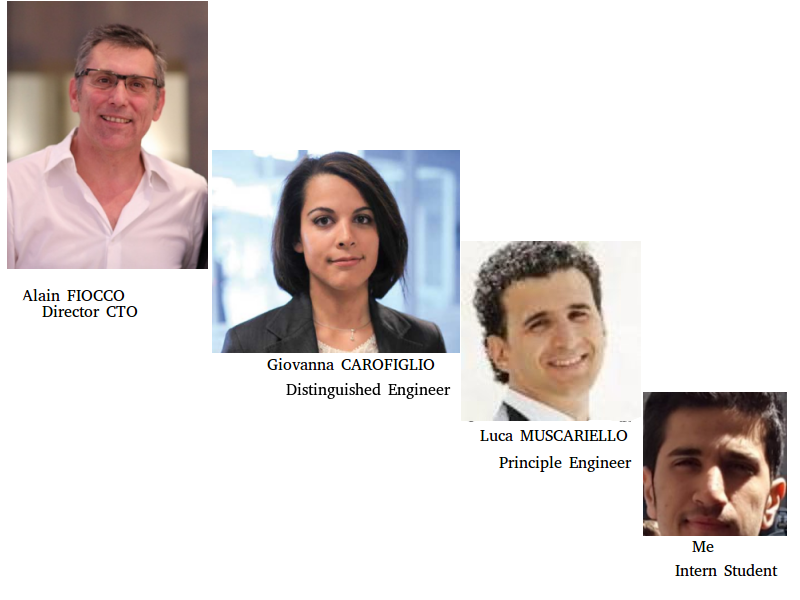 Alain FIOCCO
Director CTO
Giovanna CAROFIGLIO
Distinguished Engineer
Luca MUSCARIELLO
Principle Engineer
Me
Intern Student